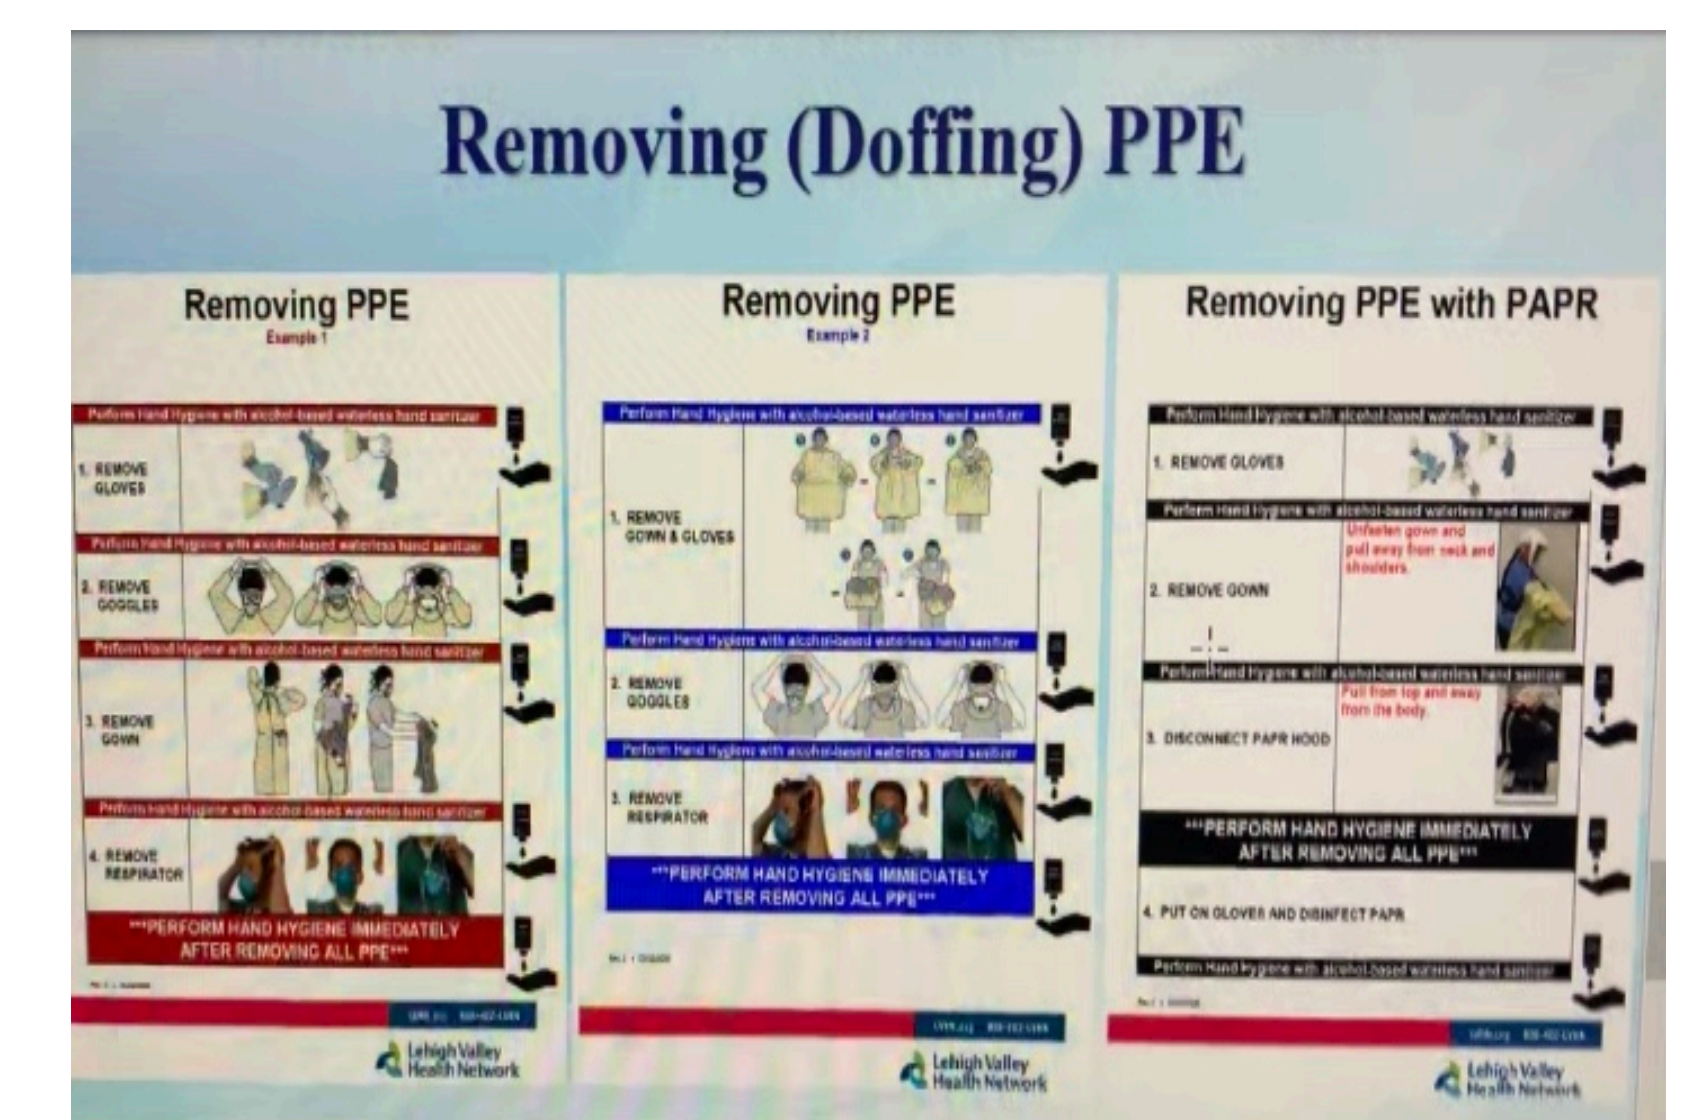 Removing (Doffing) PPE
Removing PPE
Example 1
Perform Hand Hygiene with alcohol-based waterless hand sanitizer
1. REMOVE
GLOVES
Perform Hand Hygiene with alcohol-based waterless hand sanitizer
2. REMOVE
GOGGLES
Perform Hand Hygiene with alcohol-based waterless hand sanitizer
3. REMOVE
GOWN
Perform Hand Hygiene with alcohol-based waterless hand sanitizer
4. REMOVE
RESPIRATOR
***PERFORM HAND HYGIENE IMMEDIATELY
AFTER REMOVING ALL PPE***
Lehigh Valley
Health Network
Removing PPE
Example 2
Perform Hand Hygiene with alcohol-based waterless hand sanitizer
1. REMOVE
GOWN & GLOVES
Perform Hand Hygiene with alcohol-based waterless hand sanitizer
2. REMOVE
GOGGLES
Perform Hand Hygiene with alcohol-based waterless hand sanitizer
3. REMOVE
RESPIRATOR
***PERFORM HAND HYGIENE IMMEDIATELY
AFTER REMOVING ALL PPE***
Lehigh Valley
Health Network
Removing PPE with PAPR
Perform Hand Hygiene with alcohol-based waterless hand sanitizer
1. REMOVE GLOVES
Perform Hand Hygiene with alcohol-based waterless hand sanitizer
Unfasten gown and
pull away from neck and
shoulders.
2. REMOVE GOWN
Perform Hand Hygiene with alcohol-based waterless hand sanitizer
Pull from top and away
from the body.
3. DISCONNECT PAPR HOOD
***PERFORM HAND HYGIENE IMMEDIATELY
AFTER REMOVING ALL PPE***
4. PUT ON GLOVES AND DISINFECT PAPR
Perform Hand Hygiene with alcohol-based waterless hand sanitizer
Lehigh Valley
Health Network